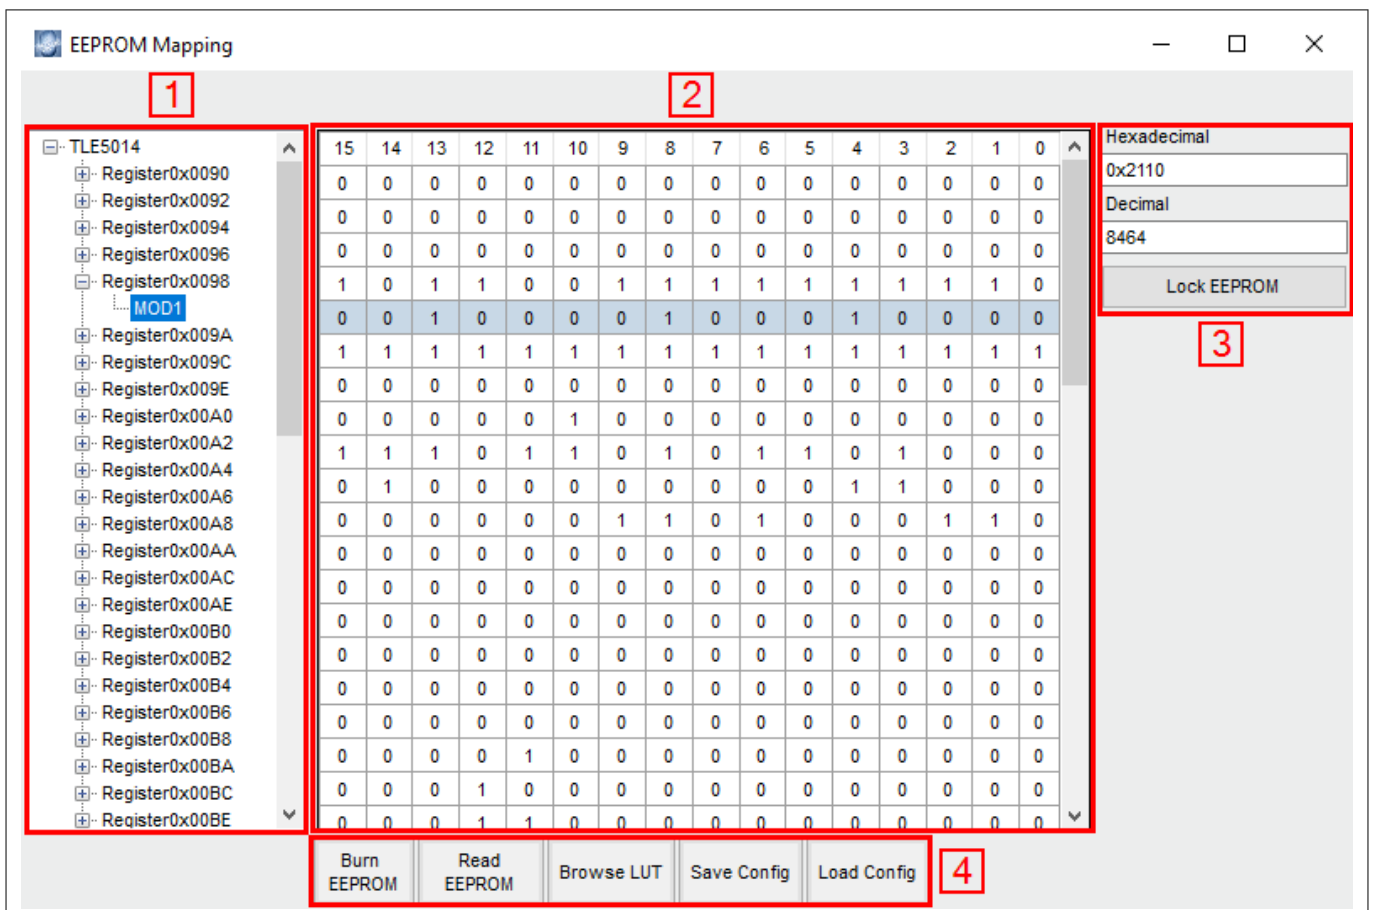 EEPROM Mapping
1
2
TLE5014
Register0x0090
Register0x0092
Register0x0094
Register0x0096
Register0x0098
MOD1
Register0x009A
Register0x009C
Register0x009E
Register0x00A0
Register0x00A2
Register0x00A4
Register0x00A6
Register0x00A8
Register0x00AA
Register0x00AC
Register0x00AE
Register0x00B0
Register0x00B2
Register0x00B4
Register0x00B6
Register0x00B8
Register0x00BA
Register0x00BC
Register0x00BE
15 14 13 12 11 10 9 8 7 6 5 4 3 2 1 0
0 0 0 0 0 0 0 0 0 0 0 0 0 0 0 0
0 0 0 0 0 0 0 0 0 0 0 0 0 0 0 0
0 0 0 0 0 0 0 0 0 0 0 0 0 0 0 0
1 0 1 1 0 0 1 1 1 1 1 1 1 1 1 0
0 0 1 0 0 0 0 1 0 0 0 1 0 0 0 0
1 1 1 1 1 1 1 1 1 1 1 1 1 1 1 1
0 0 0 0 0 0 0 0 0 0 0 0 0 0 0 0
0 0 0 0 0 1 0 0 0 0 0 0 0 0 0 0
1 1 1 0 1 1 0 1 0 1 1 0 1 0 0 0
0 1 0 0 0 0 0 0 0 0 0 1 1 0 0 0
0 0 0 0 0 0 1 1 0 1 0 0 0 1 1 0
0 0 0 0 0 0 0 0 0 0 0 0 0 0 0 0
0 0 0 0 0 0 0 0 0 0 0 0 0 0 0 0
0 0 0 0 0 0 0 0 0 0 0 0 0 0 0 0
0 0 0 0 0 0 0 0 0 0 0 0 0 0 0 0
0 0 0 0 0 0 0 0 0 0 0 0 0 0 0 0
0 0 0 0 0 0 0 0 0 0 0 0 0 0 0 0
0 0 0 0 1 0 0 0 0 0 0 0 0 0 0 0
0 0 0 1 0 0 0 0 0 0 0 0 0 0 0 0
0 0 0 1 1 0 0 0 0 0 0 0 0 0 0 0
Hexadecimal
0x2110
Decimal
8464
Lock EEPROM
3
Burn
EEPROM
Read
EEPROM
Browse LUT
Save Config
Load Config
4